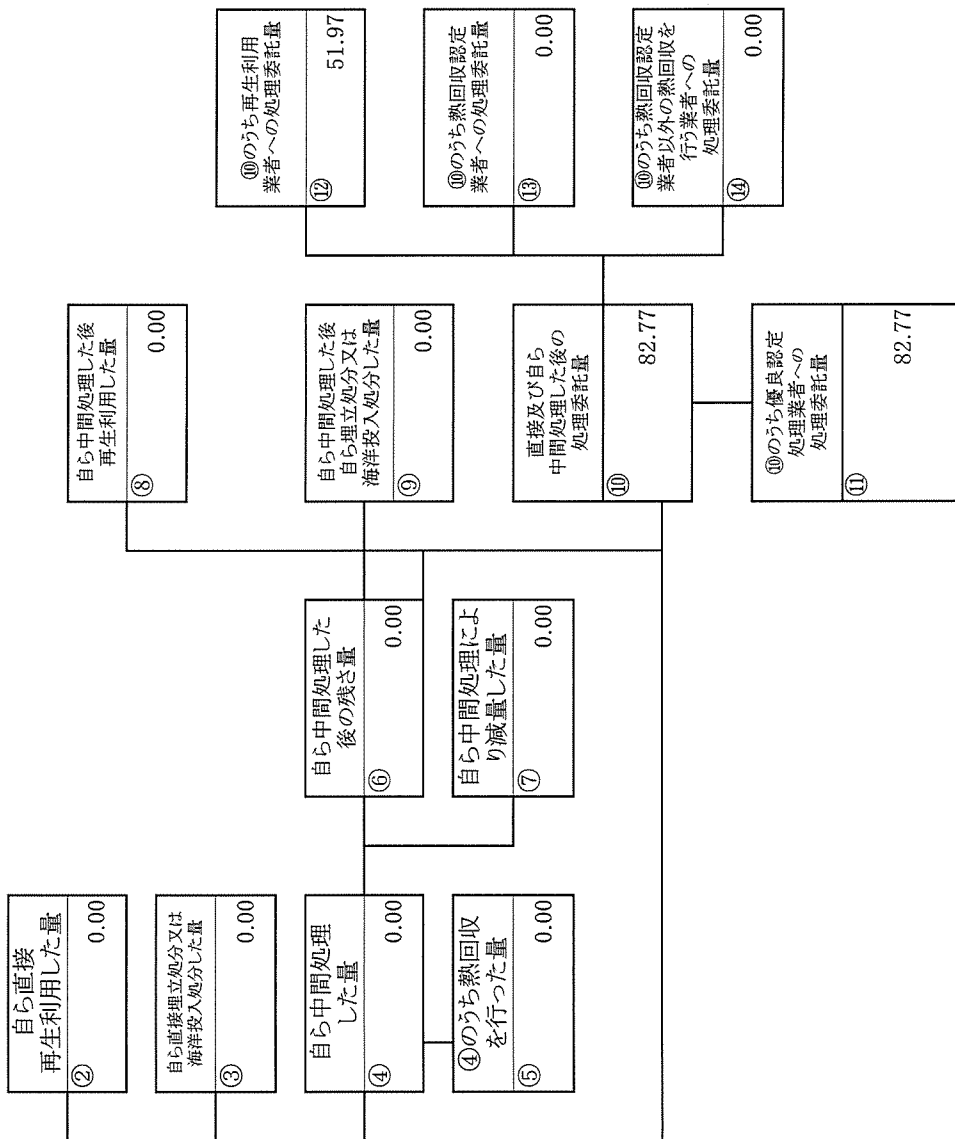 自ら直接
再生利用した量
②
0.00
自ら直接埋立処分又は
海洋投入処分した量
③
0.00
自ら中間処理
した量
④
0.00
④のうち熱回収
を行った量
⑤
0.00
自ら中間処理した
後の残さ量
⑥
0.00
自ら中間処理によ
り減量した量
⑦
0.00
自ら中間処理した後
再生利用した量
⑧
0.00
自ら中間処理した後
自ら埋立処分又は
海洋投入処分した量
⑨
0.00
直接及び自ら
中間処理した後の
処理委託量
⑩
82.77
⑩のうち優良認定
処理業者への
処理委託量
⑪
82.77
⑩のうち再生利用
業者への処理委託量
⑫
51.97
⑩のうち熱回収認定
業者への処理委託量
⑬
0.00
⑩のうち熱回収認定
業者以外の熱回収を
行う業者への
処理委託量
⑭
0.00